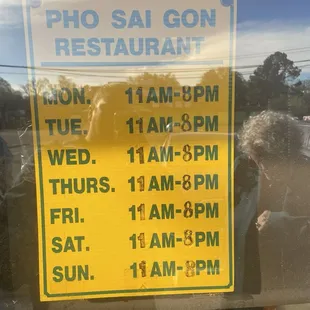 PHO SAI GON
RESTAURANT
MON. 11AM-8PM
TUE. 11AM-8PM
WED. 11AM-8PM
THURS. 11AM-8PM
FRI. 11AM-8PM
SAT. 11AM-8PM
SUN. 11AM-8PM